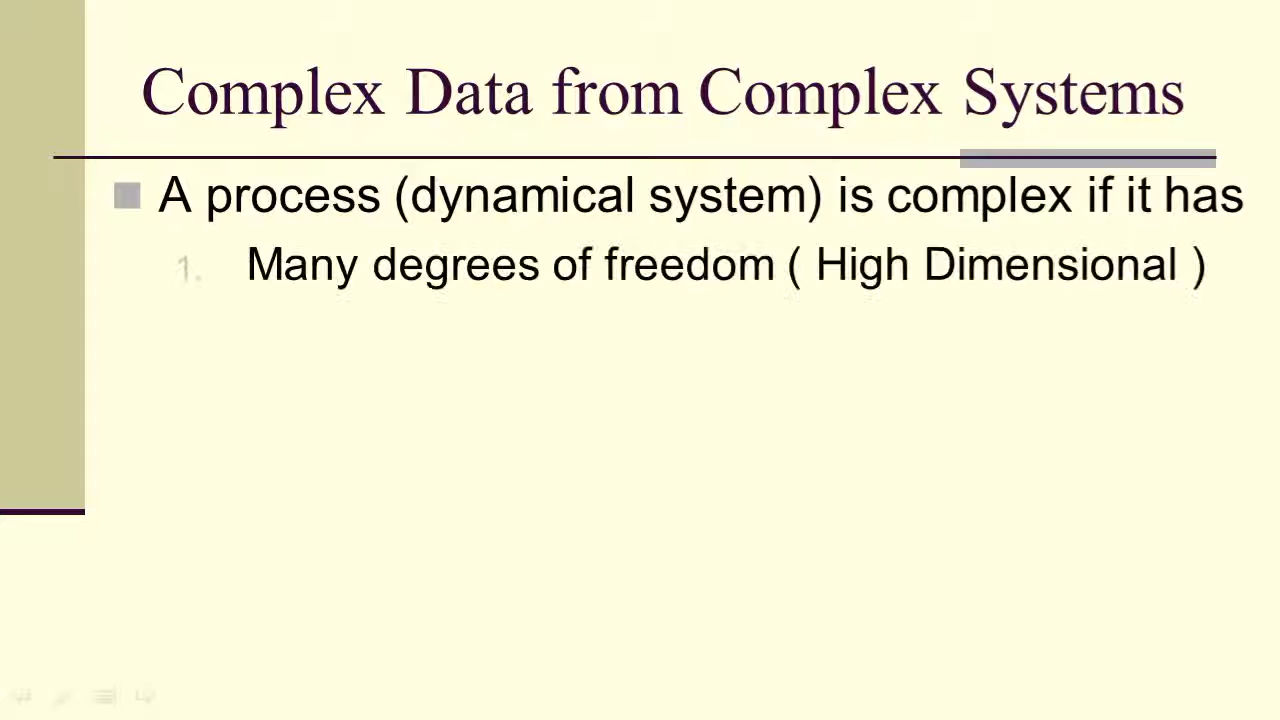 Complex Data from Complex Systems
A process (dynamical system) is complex if it has
1. Many degrees of freedom ( High Dimensional )